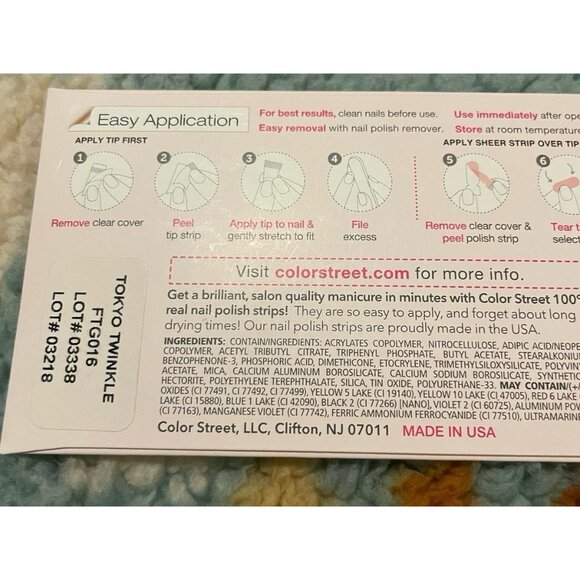 Easy Application
For best results, clean nails before use.
Easy removal with nail polish remover.
Use immediately after ope
Store at room temperature
APPLY TIP FIRST
1
Remove clear cover
2
Peel
tip strip
3
Apply tip to nail &
gently stretch to fit
4
File
excess
APPLY SHEER STRIP OVER TIP
5
Remove clear cover &
peel polish strip
6
Tear t
selec
Visit colorstreet.com for more info.
Get a brilliant, salon quality manicure in minutes with Color Street 100%
real nail polish strips! They are so easy to apply, and forget about long
drying times! Our nail polish strips are proudly made in the USA.
INGREDIENTS: CONTAIN/INGREDIENTS: ACRYLATES COPOLYMER, NITROCELLULOSE, ADIPIC ACID/NEOPE
COPOLYMER, ACETYL TRIBUTYL CITRATE, TRIPHENYL PHOSPHATE, BUTYL ACETATE, STEARALKONIU
BENZOPHENONE-3, PHOSPHORIC ACID, DIMETHICONE, ETOCRYLENE, TRIMETHYLSILOXYSILICATE, POLYVIN
ACETATE, MICA, CALCIUM ALUMINUM BOROSILICATE, CALCIUM SODIUM BOROSILICATE, SYNTHETIC
HECTORITE, POLYETHYLENE TEREPHTHALATE, SILICA, TIN OXIDE, POLYURETHANE-33. MAY CONTAIN/(+/
(CI 77491, CI 77492, CI 77499), YELLOW 5 LAKE (CI 19140), YELLOW 10 LAKE (CI 47005), RED 6 LAKE
LAKE (CI 15880), BLUE 1 LAKE (CI 42090), BLACK 2 (CI 77266) [NANO], VIOLET 2 (CI 60725), ALUMINUM POW
(CI 77163), MANGANESE VIOLET (CI 77742), FERRIC AMMONIUM FERROCYANIDE (CI 77510), ULTRAMARINE
Color Street, LLC, Clifton, NJ 07011 MADE IN USA
TOKYO TWINKLE
FTG016
LOT# 03338
LOT# 03218